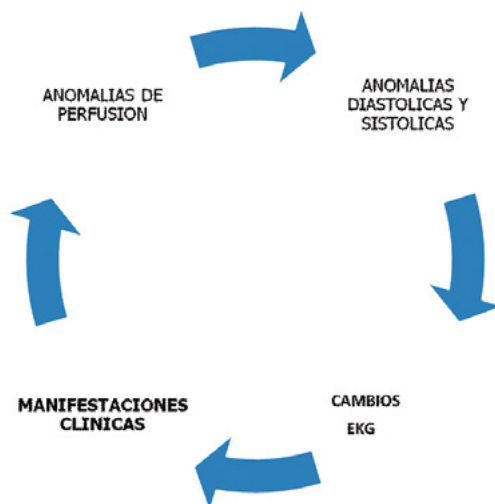 ANOMALIAS DE
PERFUSION
ANOMALIAS
DIASTOLICAS Y
SISTOLICAS
CAMBIOS
EKG
MANIFESTACIONES
CLINICAS